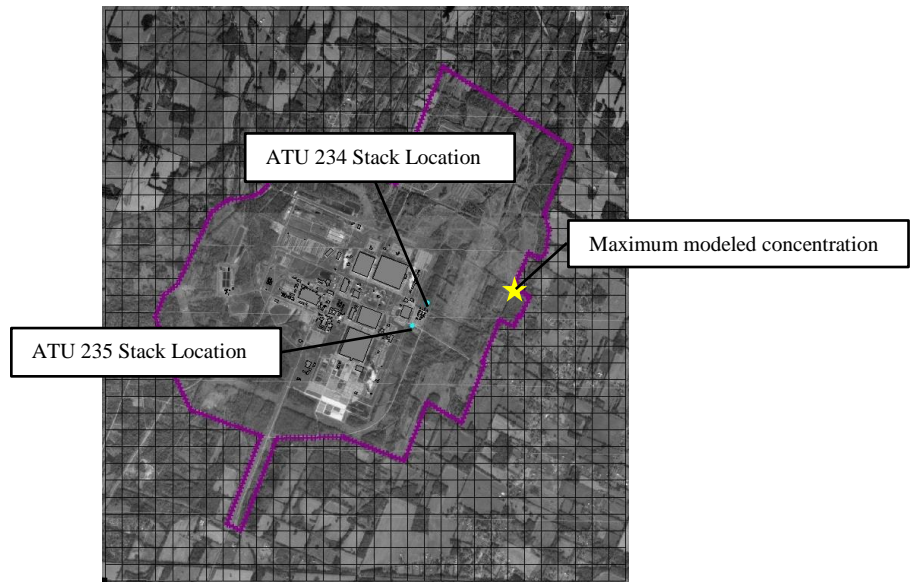 ATU 234 Stack Location
Maximum modeled concentration
ATU 235 Stack Location